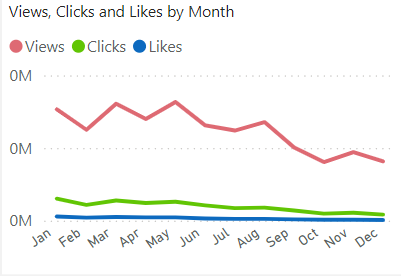 Views, Clicks and Likes by Month
Views Clicks Likes
0M
0M
0M
Jan Feb Mar Apr May Jun Jul Aug Sep Oct Nov Dec